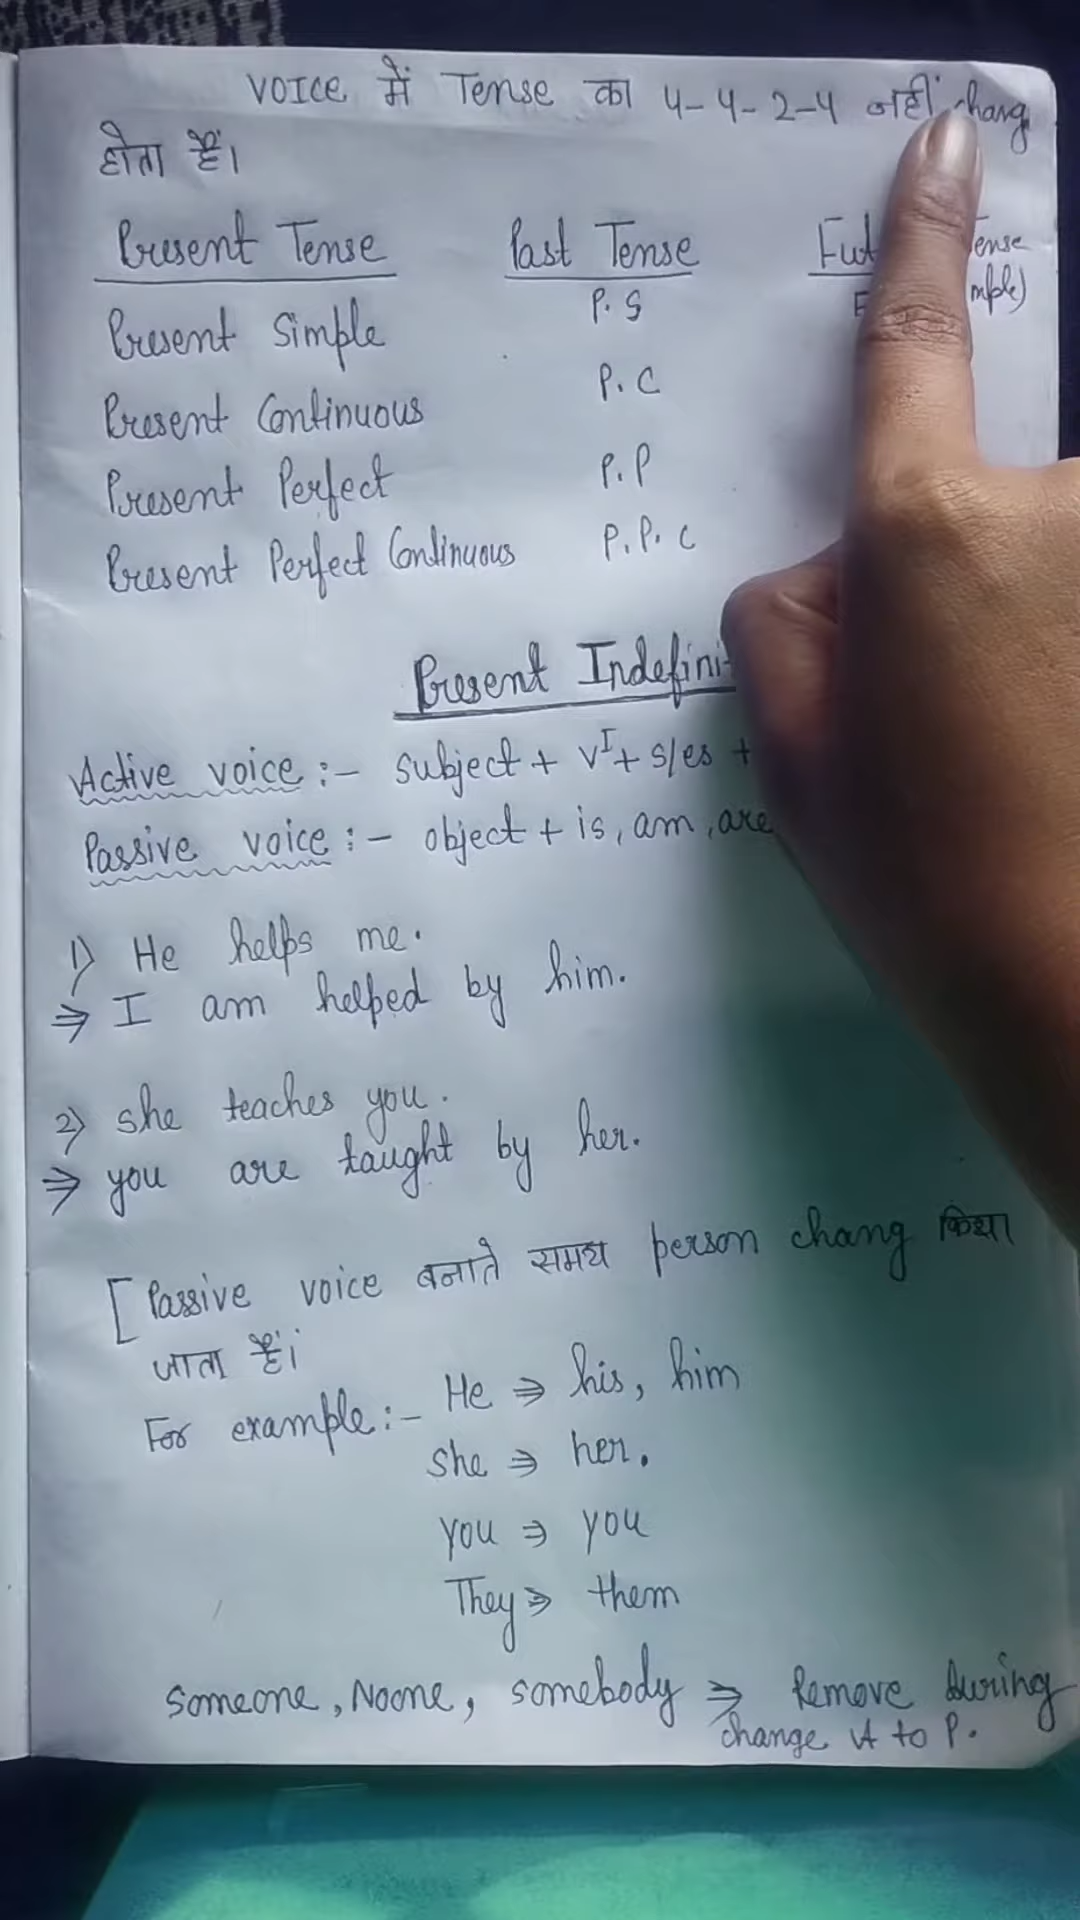 VOICE में Tense का 4-4-2-4 नहीं chang
होता हैं।
Present Tense Past Tense Fut ense
Present Simple P. S mple)
Present Continuous P. C
Present Perfect P. P
Present Perfect Continuous P. P. C
Present Indefini
Active voice :- subject + V^I + s/es +
Passive voice :- object + is, am, are
1) He helps me.
⇒ I am helped by him.
2) She teaches you.
⇒ you are taught by her.
[Passive voice बनाते समय person chang किया
जाता हैं।
For example :- He ⇒ his, him
she ⇒ her.
you ⇒ you
They ⇒ them
Someone, Noone, somebody ⇒ Remove during
change A to P.